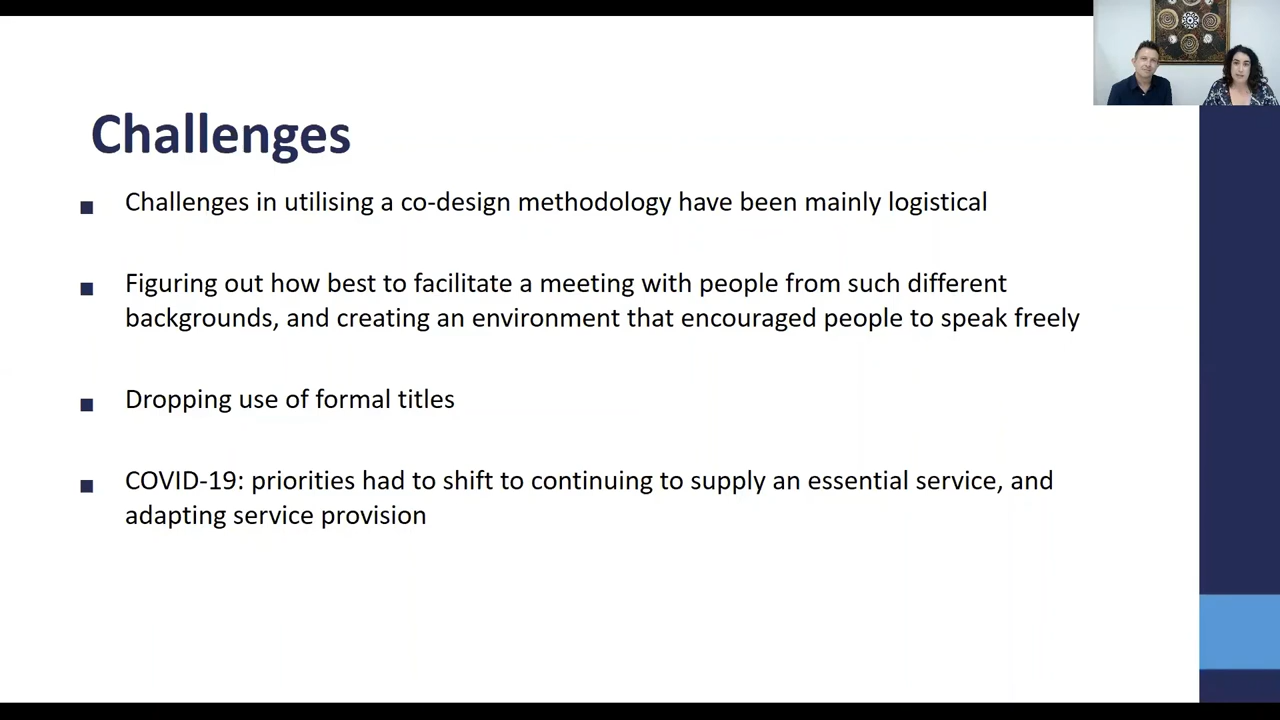 Challenges
Challenges in utilising a co-design methodology have been mainly logistical
Figuring out how best to facilitate a meeting with people from such different
backgrounds, and creating an environment that encouraged people to speak freely
Dropping use of formal titles
COVID-19: priorities had to shift to continuing to supply an essential service, and
adapting service provision